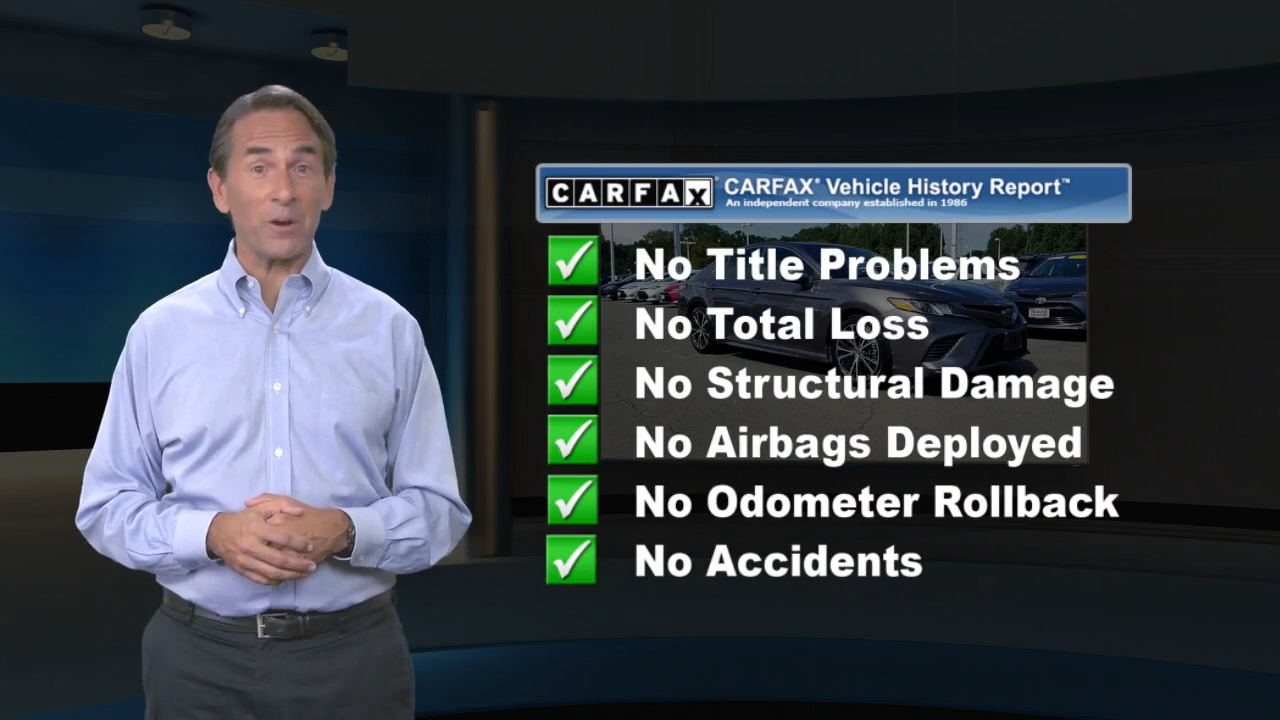 CARFAX
CARFAX® Vehicle History Report™
An independent company established in 1986
No Title Problems
No Total Loss
No Structural Damage
No Airbags Deployed
No Odometer Rollback
No Accidents